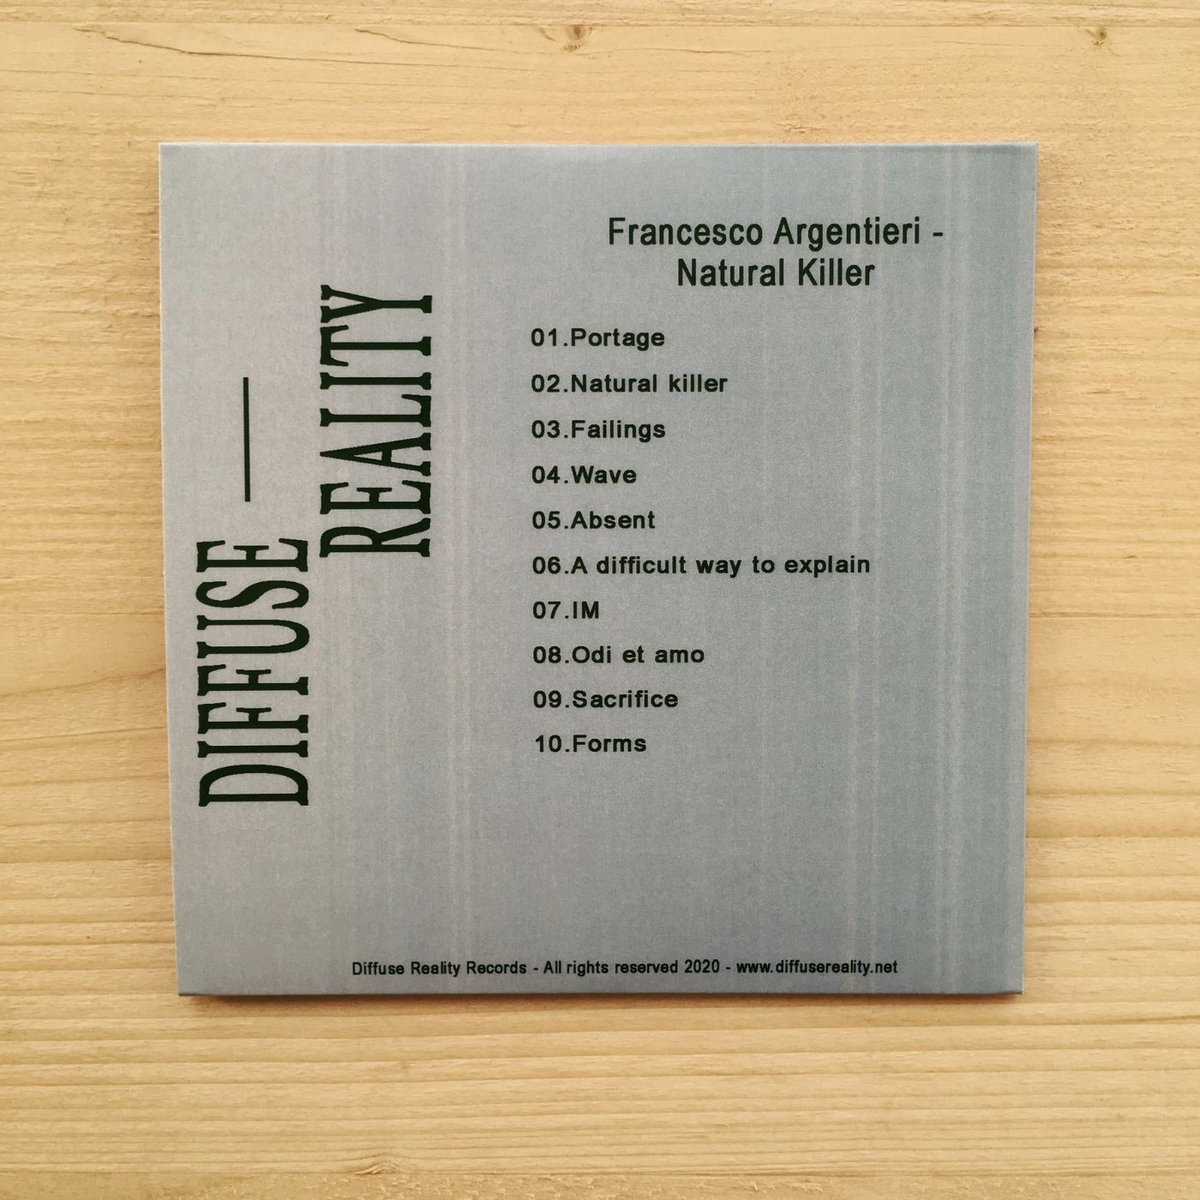 DIFFUSE —
REALITY
Francesco Argentieri -
Natural Killer
01.Portage
02.Natural killer
03.Failings
04.Wave
05.Absent
06.A difficult way to explain
07.IM
08.Odi et amo
09.Sacrifice
10.Forms
Diffuse Reality Records - All rights reserved 2020 - www.diffusereality.net